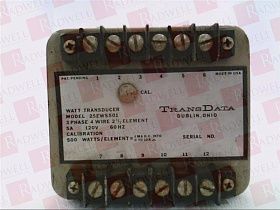 PAT. PENDING 1 2 3 4 5 6 MADE IN USA
CAL.
WATT TRANSDUCER
MODEL 25EWS501
3 PHASE 4 WIRE 2½ ELEMENT
5A 120V 60HZ
CALIBRATION
500 WATTS/ELEMENT=
TRANSDATA
DUBLIN, OHIO
SERIAL NO.
7 8 9 10 11 12
RADWELL